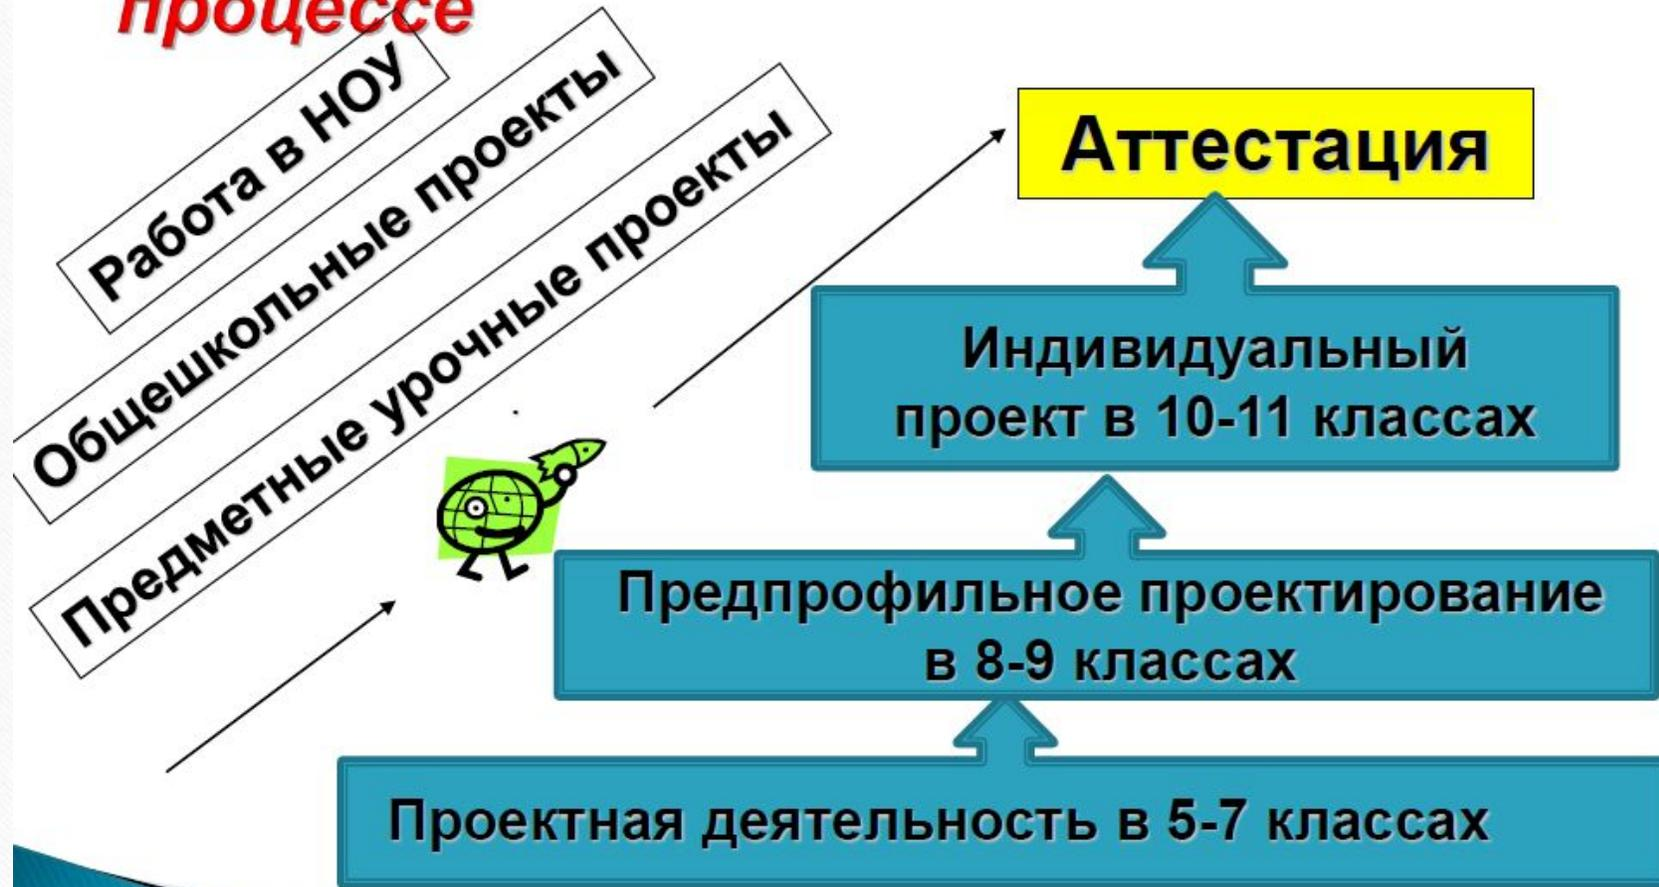 процессе
Работа в НОУ
Общешкольные проекты
Предметные урочные проекты
Аттестация
Индивидуальный
проект в 10-11 классах
Предпрофильное проектирование
в 8-9 классах
Проектная деятельность в 5-7 классах